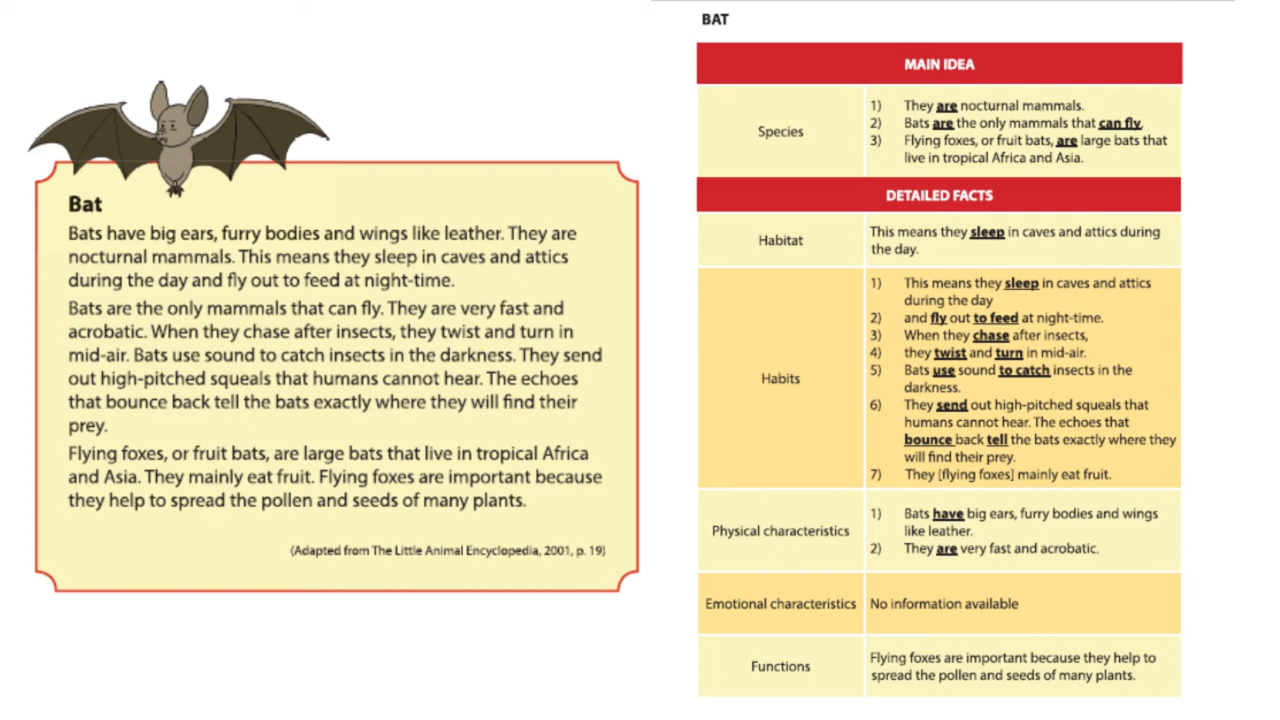 Bat
Bats have big ears, furry bodies and wings like leather. They are
nocturnal mammals. This means they sleep in caves and attics
during the day and fly out to feed at night-time.
Bats are the only mammals that can fly. They are very fast and
acrobatic. When they chase after insects, they twist and turn in
mid-air. Bats use sound to catch insects in the darkness. They send
out high-pitched squeals that humans cannot hear. The echoes
that bounce back tell the bats exactly where they will find their
prey.
Flying foxes, or fruit bats, are large bats that live in tropical Africa
and Asia. They mainly eat fruit. Flying foxes are important because
they help to spread the pollen and seeds of many plants.
(Adapted from The Little Animal Encyclopedia, 2001, p. 19)
BAT
MAIN IDEA
Species
1) They are nocturnal mammals.
2) Bats are the only mammals that can fly.
3) Flying foxes, or fruit bats, are large bats that
live in tropical Africa and Asia.
DETAILED FACTS
Habitat
This means they sleep in caves and attics during
the day.
Habits
1) This means they sleep in caves and attics
during the day
2) and fly out to feed at night-time.
3) When they chase after insects,
4) they twist and turn in mid-air.
5) Bats use sound to catch insects in the
darkness.
6) They send out high-pitched squeals that
humans cannot hear. The echoes that
bounce back tell the bats exactly where they
will find their prey.
7) They [flying foxes] mainly eat fruit.
Physical characteristics
1) Bats have big ears, furry bodies and wings
like leather.
2) They are very fast and acrobatic.
Emotional characteristics
No information available
Functions
Flying foxes are important because they help to
spread the pollen and seeds of many plants.